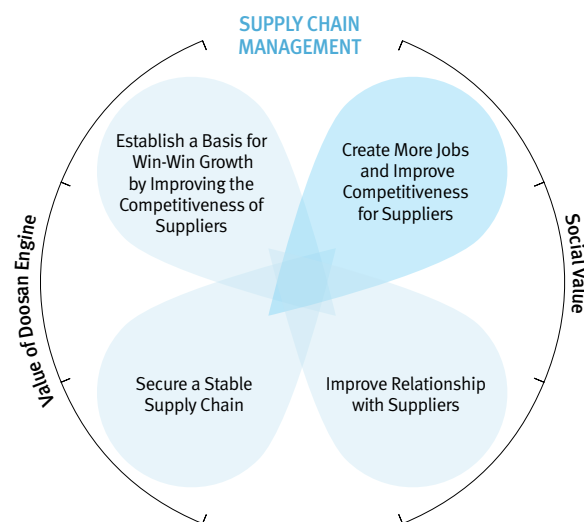 SUPPLY CHAIN
MANAGEMENT
Establish a Basis for
Win-Win Growth
by Improving the
Competitiveness of
Suppliers
Create More Jobs
and Improve
Competitiveness
for Suppliers
Value of Doosan Engine
Social Value
Secure a Stable
Supply Chain
Improve Relationship
with Suppliers